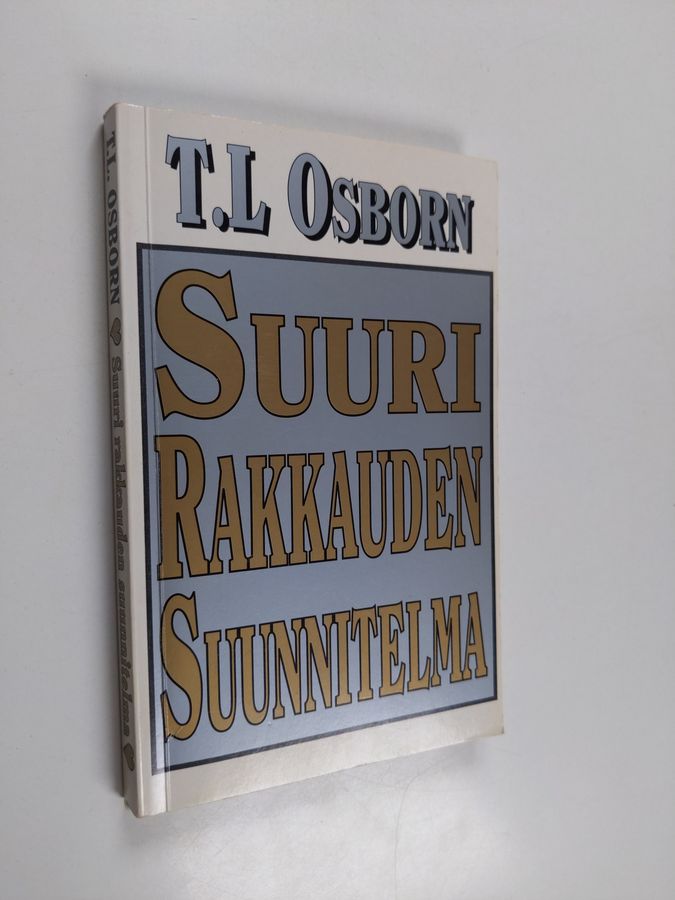 T.L OSBORN
SUURI
RAKKAUDEN
SUUNNITELMA
T.L. OSBORN ♥ Suuri rakkauden suunnitelma ♥